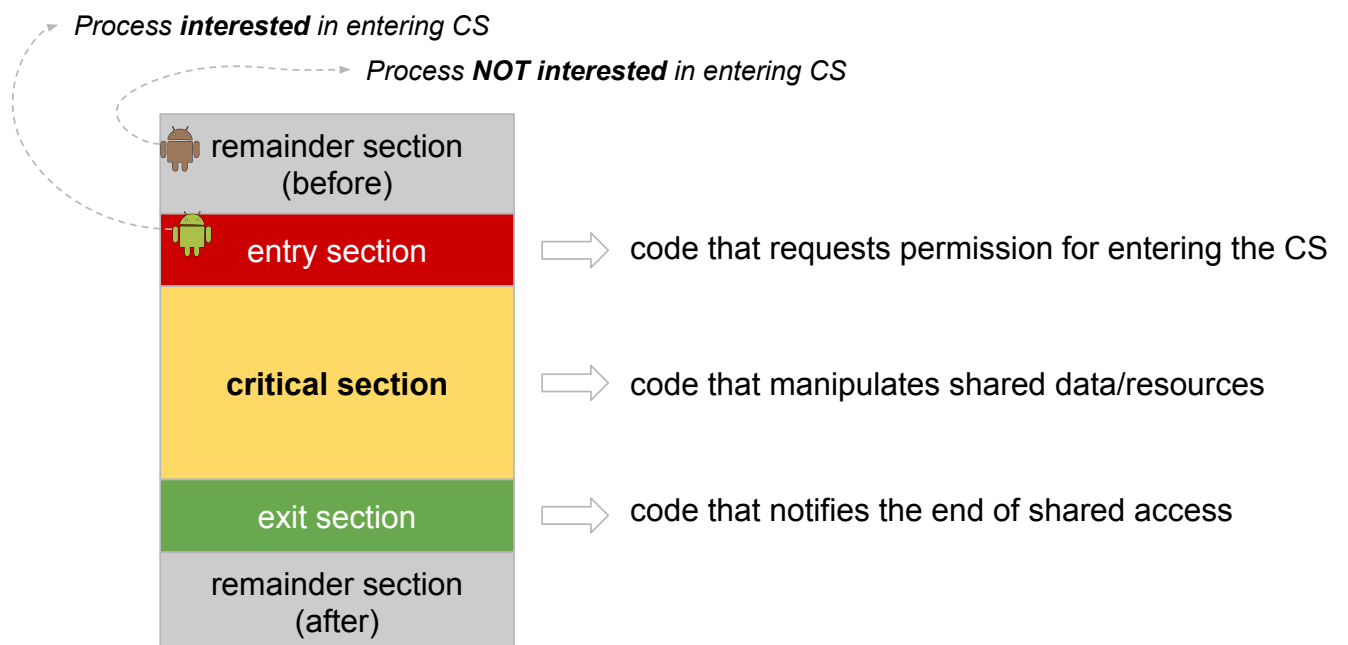 Process interested in entering CS
Process NOT interested in entering CS
remainder section
(before)
entry section
code that requests permission for entering the CS
critical section
code that manipulates shared data/resources
exit section
code that notifies the end of shared access
remainder section
(after)